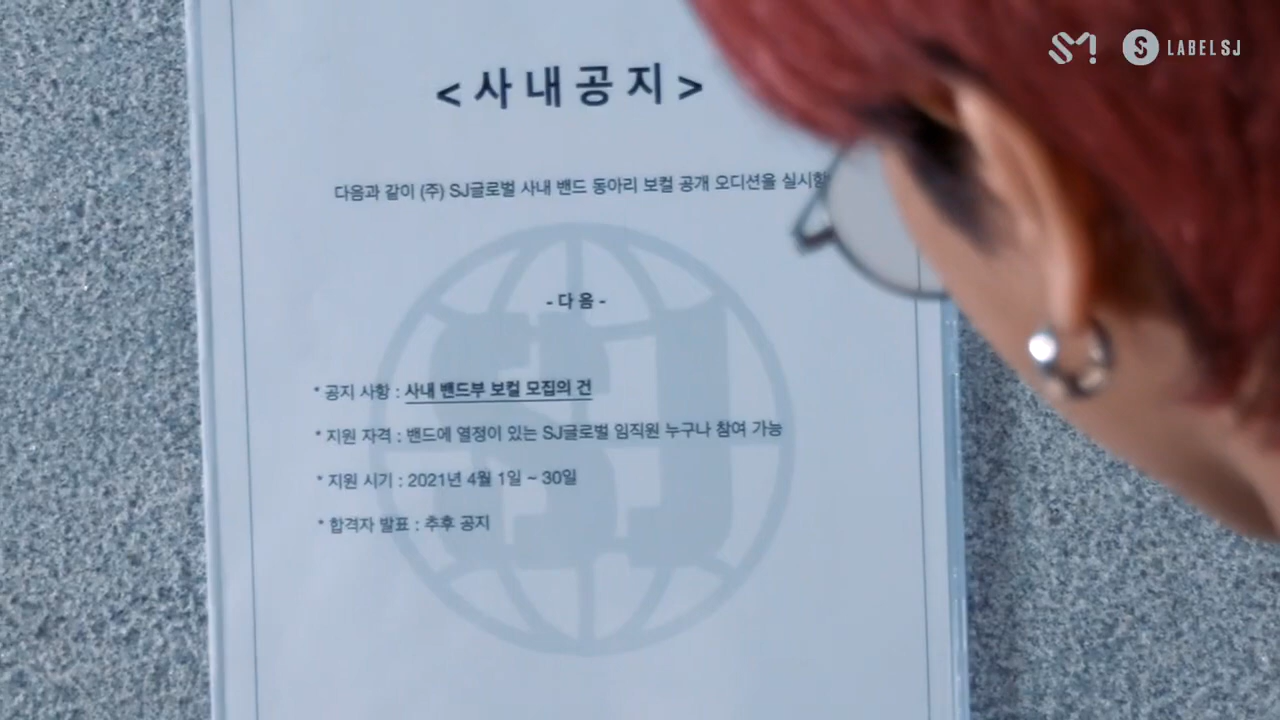 SM! S LABELSJ
<사내공지>
다음과 같이 (주) SJ글로벌 사내 밴드 동아리 보컬 공개 오디션을 실시함
- 다 음 -
SJ
* 공지 사항 : 사내 밴드부 보컬 모집의 건
* 지원 자격 : 밴드에 열정이 있는 SJ글로벌 임직원 누구나 참여 가능
* 지원 시기 : 2021년 4월 1일 ~ 30일
* 합격자 발표 : 추후 공지